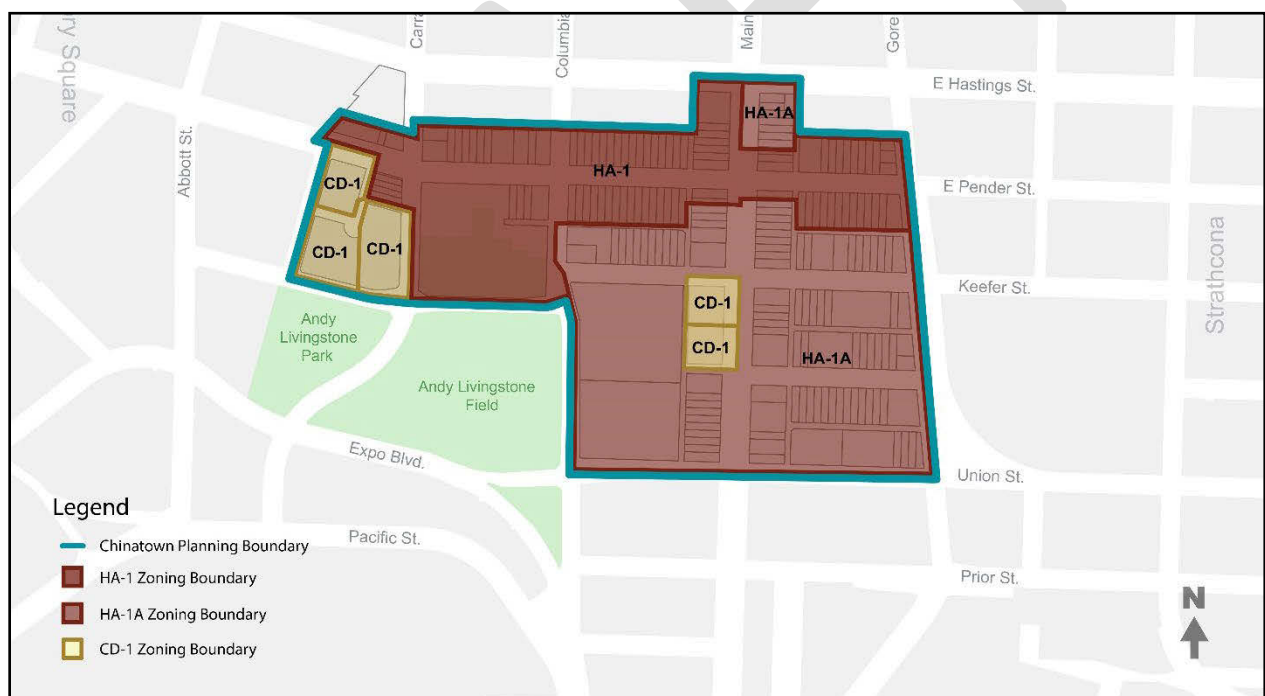 ry Square
Carra
Columbia
Main
Gore
E Hastings St.
HA-1A
Abbott St.
HA-1
CD-1
E Pender St.
CD-1
CD-1
Keefer St.
Strathcona
CD-1
Andy
Livingstone
Park
CD-1
HA-1A
Andy Livingstone
Field
Expo Blvd.
Union St.
Legend
Pacific St.
Chinatown Planning Boundary
HA-1 Zoning Boundary
Prior St.
HA-1A Zoning Boundary
CD-1 Zoning Boundary
N